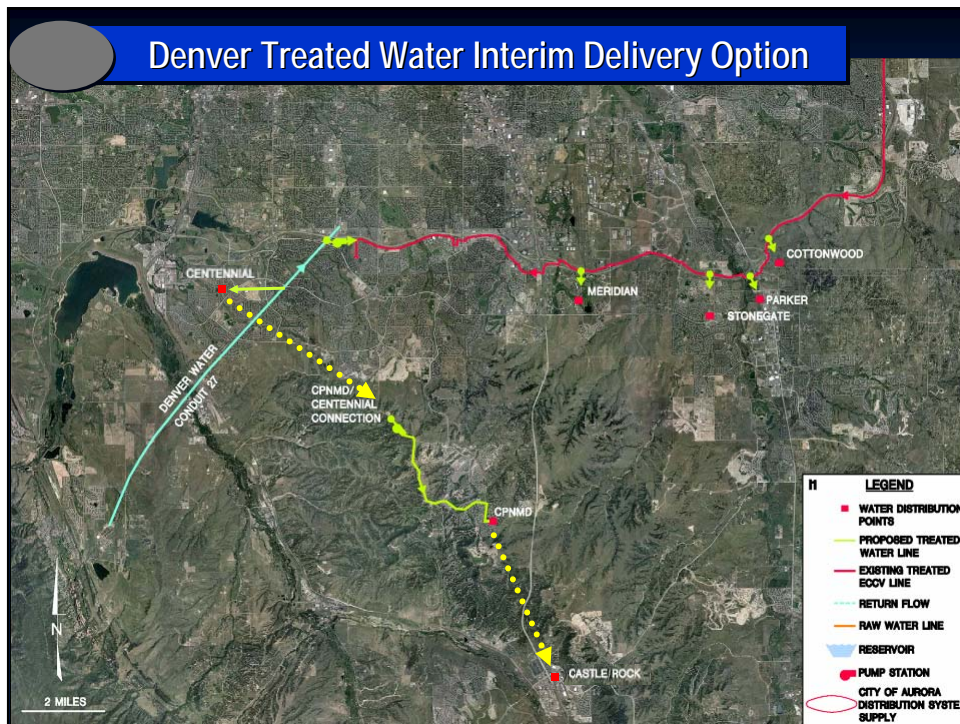 Denver Treated Water Interim Delivery Option
COTTONWOOD
CENTENNIAL
MERIDIAN
PARKER
STONEGATE
DENVER WATER
CONDUIT 27
CPNMD/
CENTENNIAL
CONNECTION
CPNMD
CASTLE/ROCK
N
2 MILES
LEGEND
WATER DISTRIBUTION
POINTS
PROPOSED TREATED
WATER LINE
EXISTING TREATED
ECCV LINE
RETURN FLOW
RAW WATER LINE
RESERVOIR
PUMP STATION
CITY OF AURORA
DISTRIBUTION SYSTE
SUPPLY